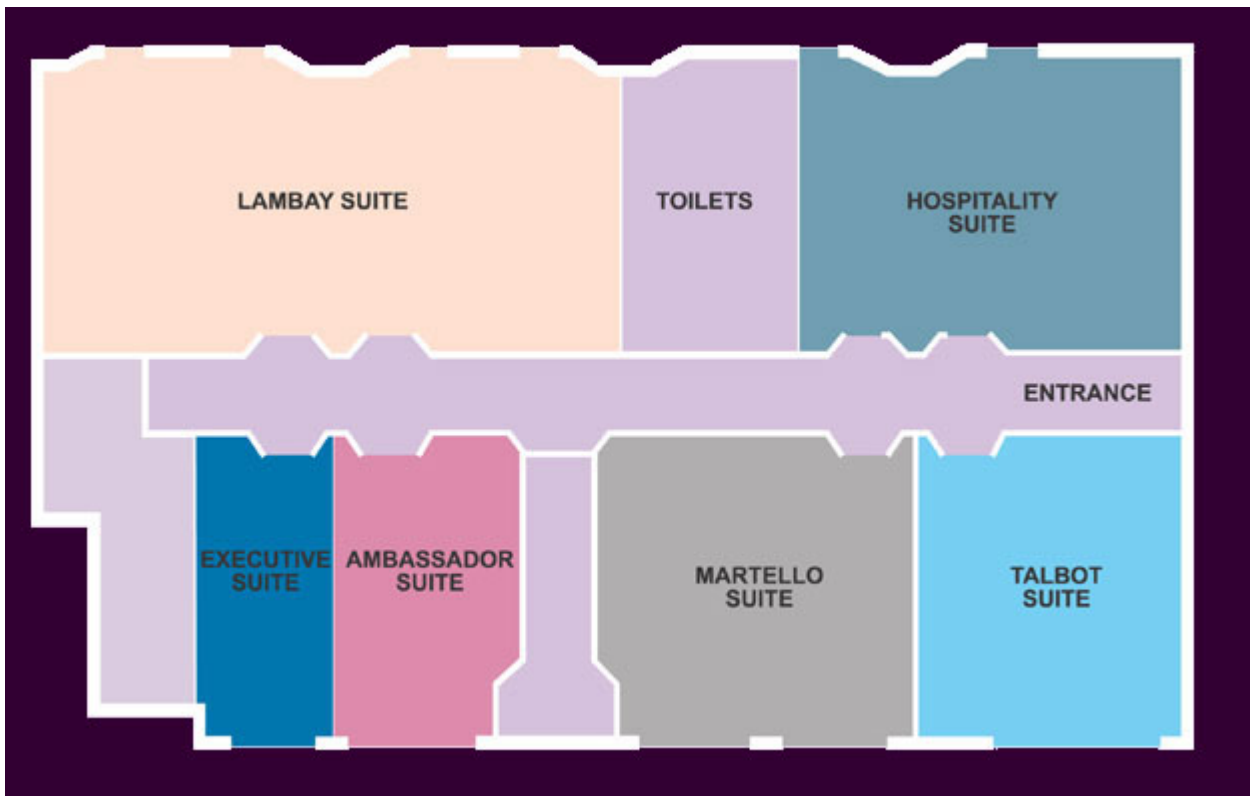 LAMBAY SUITE
TOILETS
HOSPITALITY
SUITE
ENTRANCE
EXECUTIVE
SUITE
AMBASSADOR
SUITE
MARTELLO
SUITE
TALBOT
SUITE